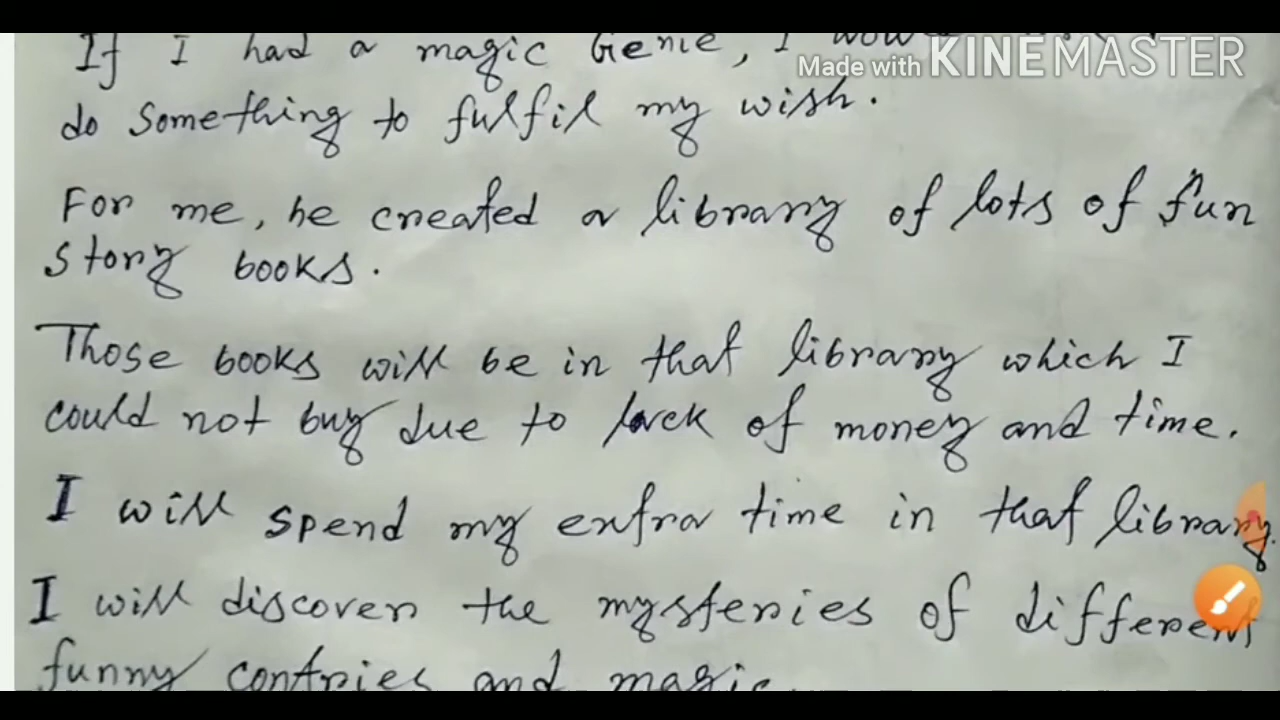 If I had a magic Genie, I
Made with KINEMASTER
do something to fulfil my wish.
For me, he created a library of lots of fun
story books.
Those books will be in that library which I
could not buy due to lack of money and time.
I will spend my extra time in that library.
I will discover the mysteries of different
funny contries and magic.